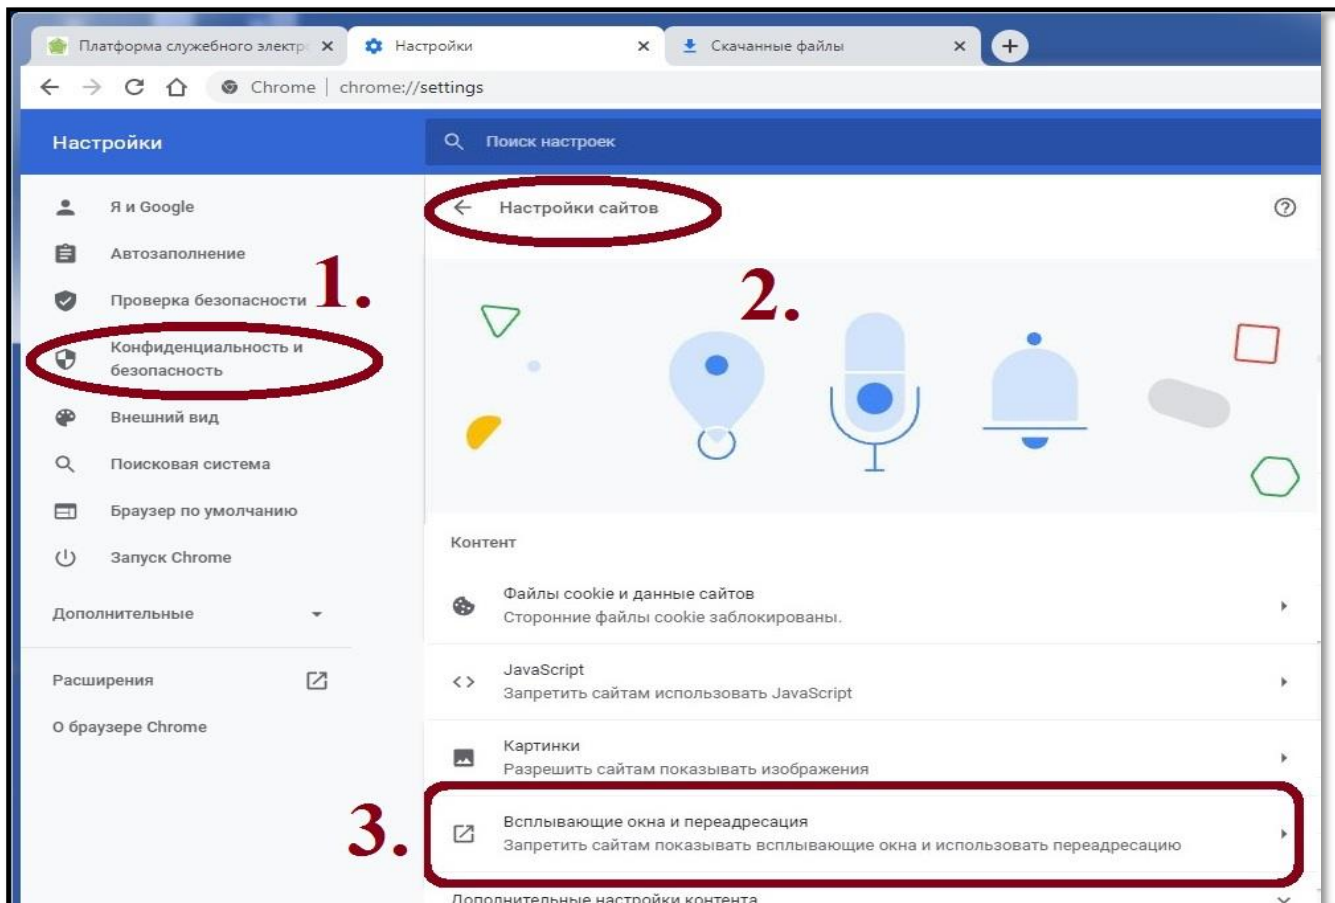 Платформа служебного электро
Настройки
Скачанные файлы
Chrome | chrome://settings
Настройки
Поиск настроек
Я и Google
Автозаполнение
Проверка безопасности
1.
Конфиденциальность и
безопасность
Внешний вид
Поисковая система
Браузер по умолчанию
Запуск Chrome
Дополнительные
Расширения
О браузере Chrome
Настройки сайтов
2.
Контент
Файлы cookie и данные сайтов
Сторонние файлы cookie заблокированы.
JavaScript
Запретить сайтам использовать JavaScript
Картинки
Разрешить сайтам показывать изображения
3.
Всплывающие окна и переадресация
Запретить сайтам показывать всплывающие окна и использовать переадресацию
Дополнительные настройки контента